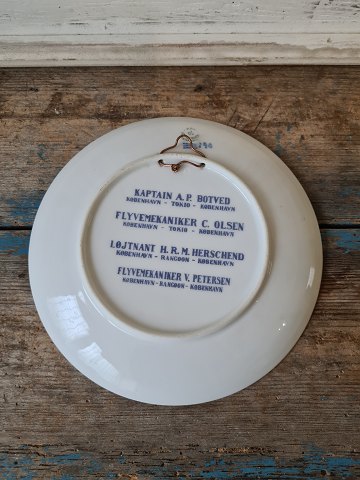 KAPTAIN A. P. BOTVED
KØBENHAVN - TOKIO - KØBENHAVN
FLYVEMEKANIKER C. OLSEN
KØBENHAVN - TOKIO - KØBENHAVN
LØJTNANT H. R. M. HERSCHEND
KØBENHAVN - RANGOON - KØBENHAVN
FLYVEMEKANIKER V. PETERSEN
KØBENHAVN - RANGOON - KØBENHAVN